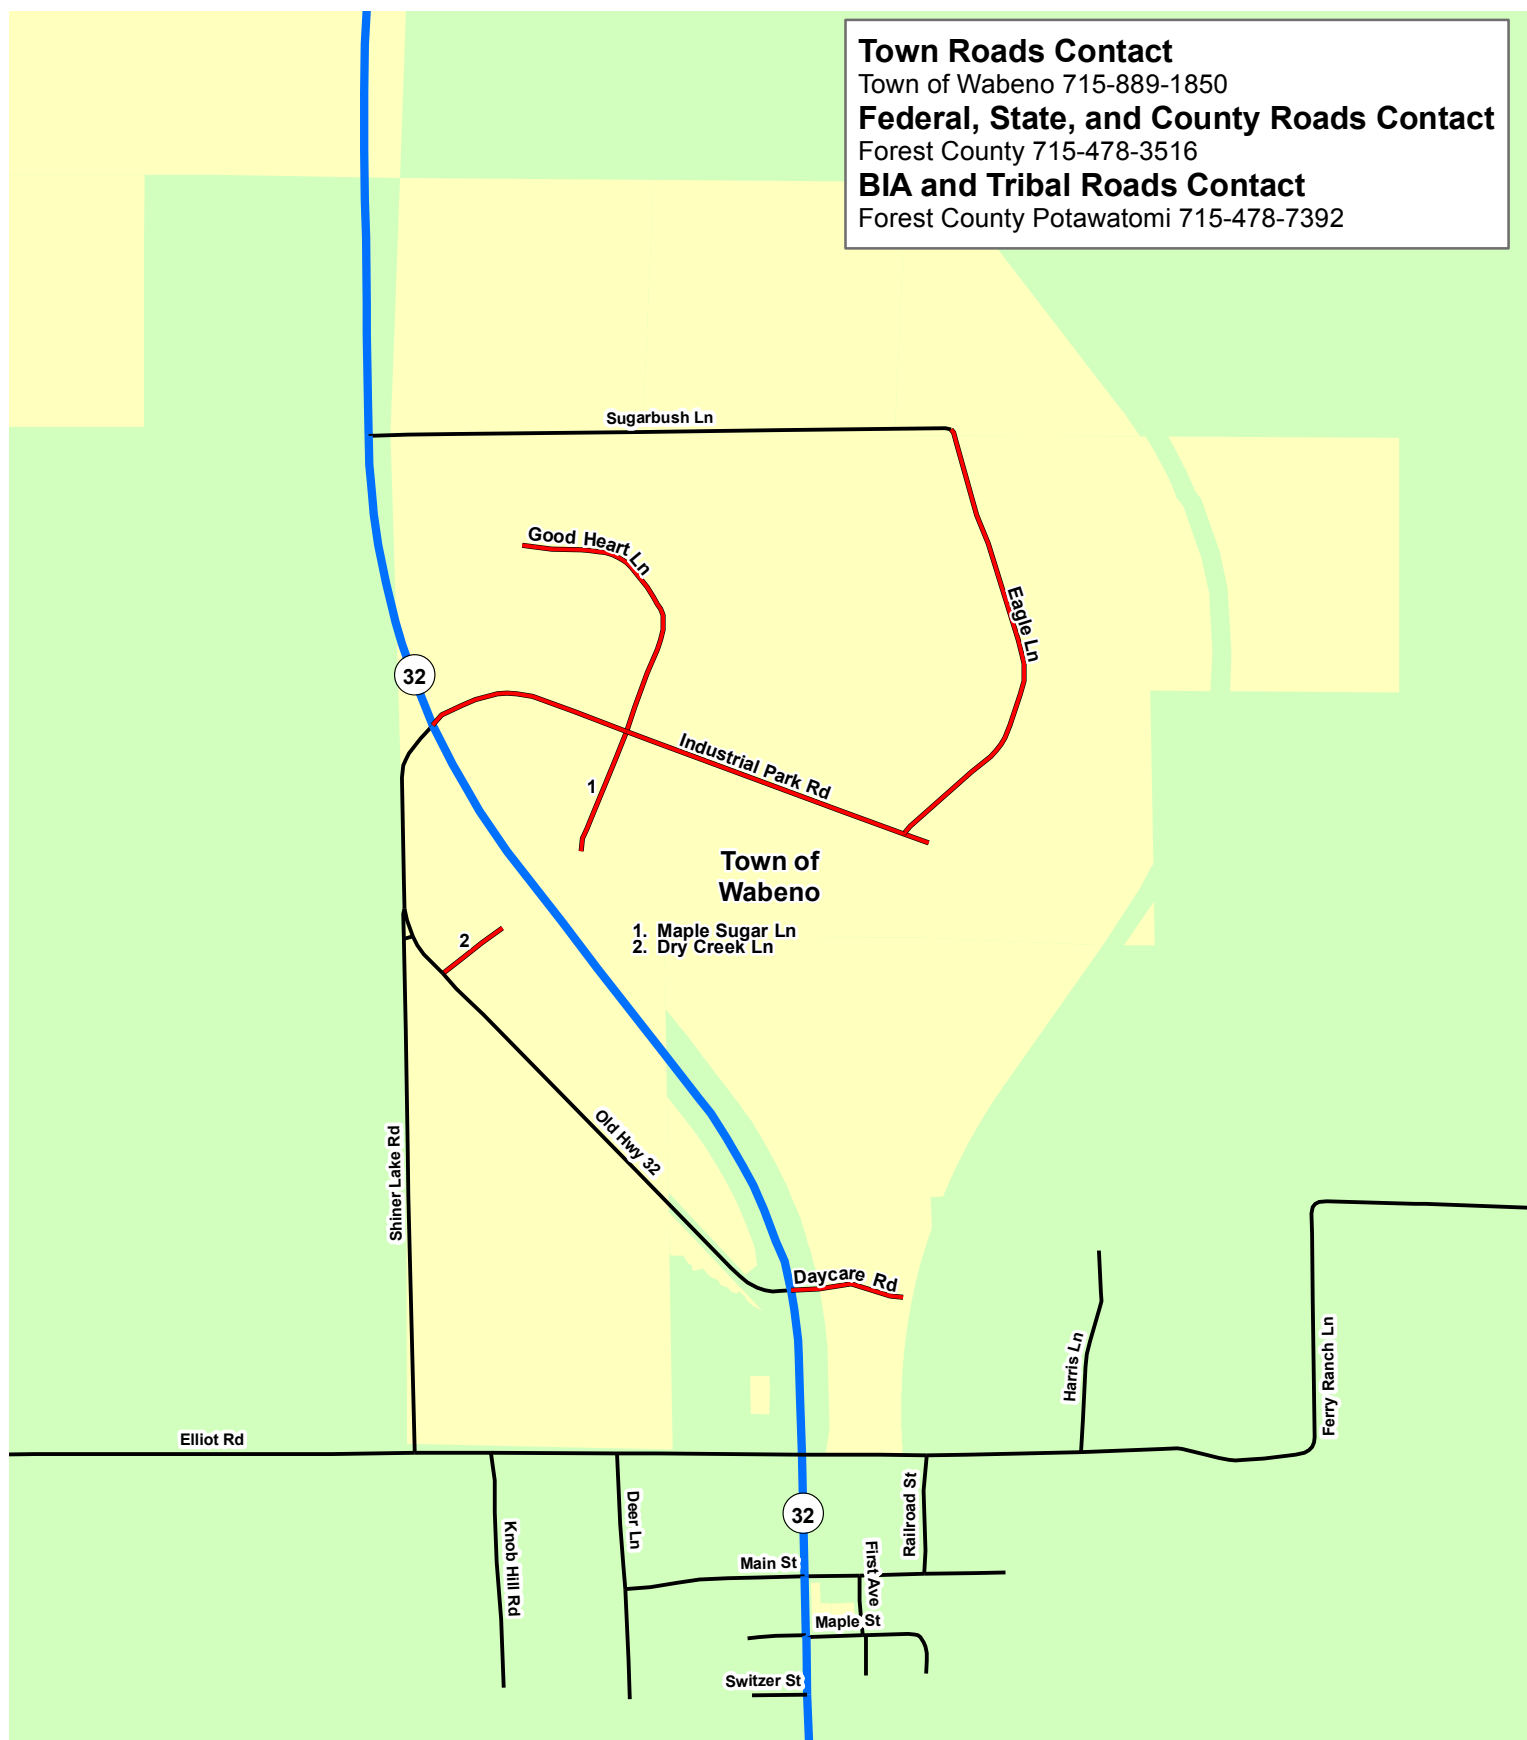 Town Roads Contact
Town of Wabeno 715-889-1850
Federal, State, and County Roads Contact
Forest County 715-478-3516
BIA and Tribal Roads Contact
Forest County Potawatomi 715-478-7392
Sugarbush Ln
Good Heart Ln
Eagle Ln
32
Industrial Park Rd
1
Town of
Wabeno
1. Maple Sugar Ln
2. Dry Creek Ln
2
Old Hwy 32
Shiner Lake Rd
Daycare Rd
Harris Ln
Ferry Ranch Ln
Elliot Rd
Knob Hill Rd
Deer Ln
32
Railroad St
Main St
First Ave
Maple St
Switzer St